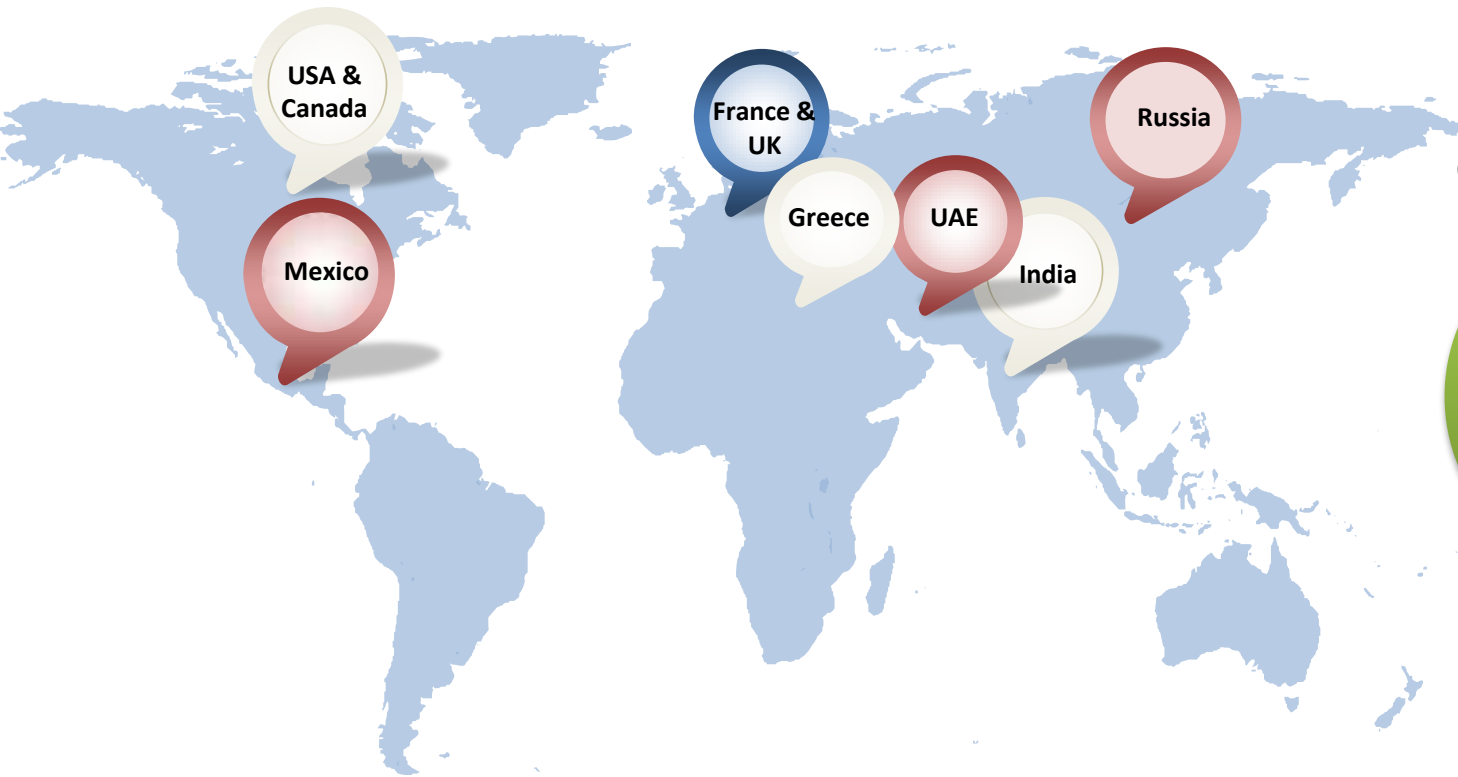 USA &
Canada
France &
UK
Russia
Greece
UAE
India
Mexico